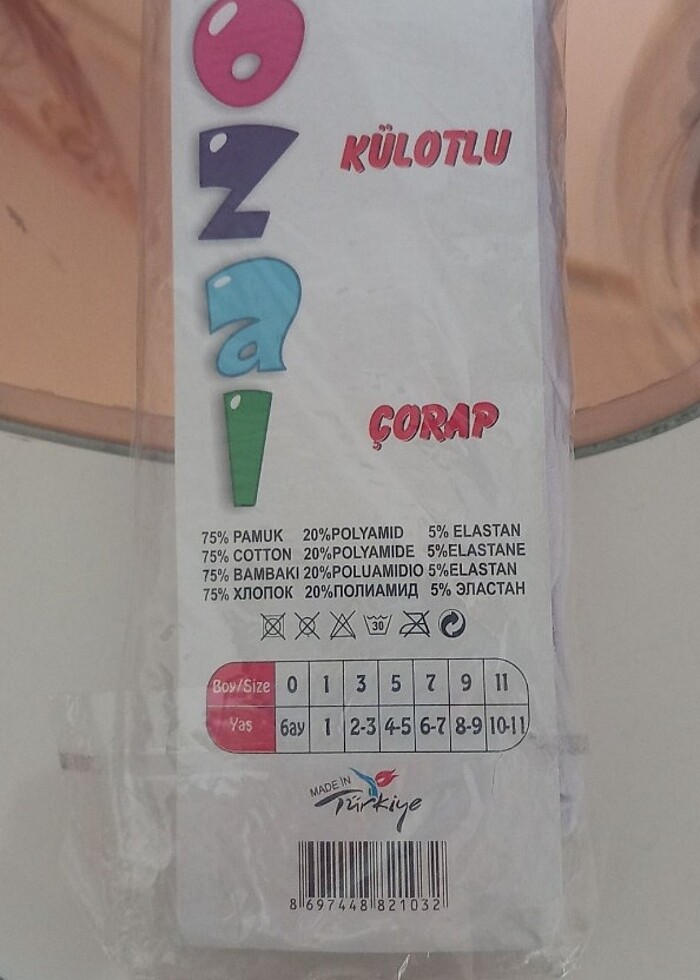 o
z
a
l
KÜLOTLU
ÇORAP
75% PAMUK 20%POLYAMID 5% ELASTAN
75% COTTON 20%POLYAMIDE 5%ELASTANE
75% BAMBAKI 20%POLUAMIDIO 5%ELASTAN
75% ХЛОПОК 20%ПОЛИАМИД 5% ЭЛАСТАН
30
Boy/Size 0 1 3 5 7 9 11
Yaş 6ay 1 2-3 4-5 6-7 8-9 10-11
MADE IN
Türkiye
8 697448 821032